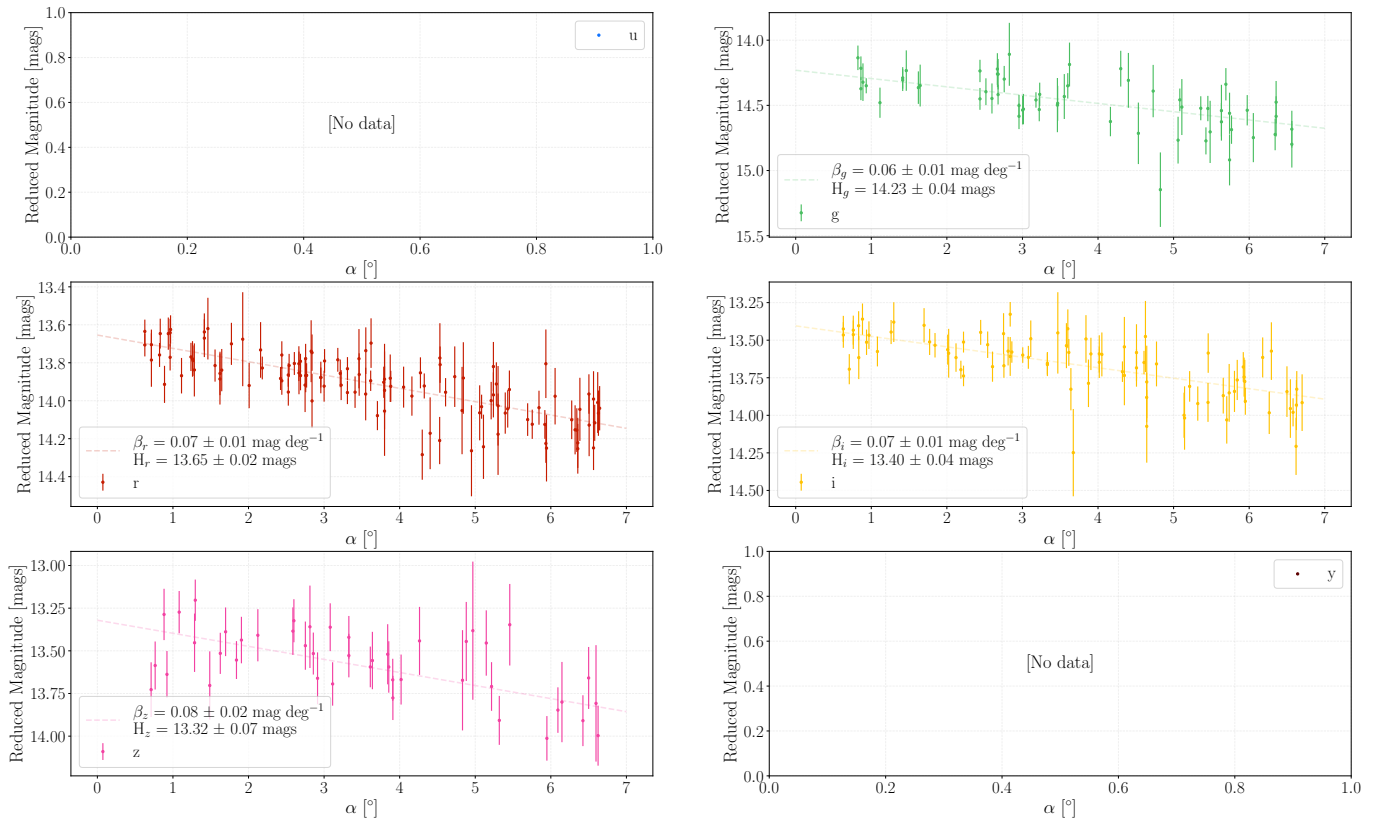 1.0
0.8
0.6
0.4
0.2
0.0
Reduced Magnitude [mags]
[No data]
u
0.0 0.2 0.4 0.6 0.8 1.0
α [°]
14.0
14.5
15.0
15.5
Reduced Magnitude [mags]
β_g = 0.06 ± 0.01 mag deg⁻¹
H_g = 14.23 ± 0.04 mags
g
0 1 2 3 4 5 6 7
α [°]
13.4
13.6
13.8
14.0
14.2
14.4
Reduced Magnitude [mags]
β_r = 0.07 ± 0.01 mag deg⁻¹
H_r = 13.65 ± 0.02 mags
r
0 1 2 3 4 5 6 7
α [°]
13.25
13.50
13.75
14.00
14.25
14.50
Reduced Magnitude [mags]
β_i = 0.07 ± 0.01 mag deg⁻¹
H_i = 13.40 ± 0.04 mags
i
0 1 2 3 4 5 6 7
α [°]
13.00
13.25
13.50
13.75
14.00
Reduced Magnitude [mags]
β_z = 0.08 ± 0.02 mag deg⁻¹
H_z = 13.32 ± 0.07 mags
z
0 1 2 3 4 5 6 7
α [°]
1.0
0.8
0.6
0.4
0.2
0.0
Reduced Magnitude [mags]
[No data]
y
0.0 0.2 0.4 0.6 0.8 1.0
α [°]